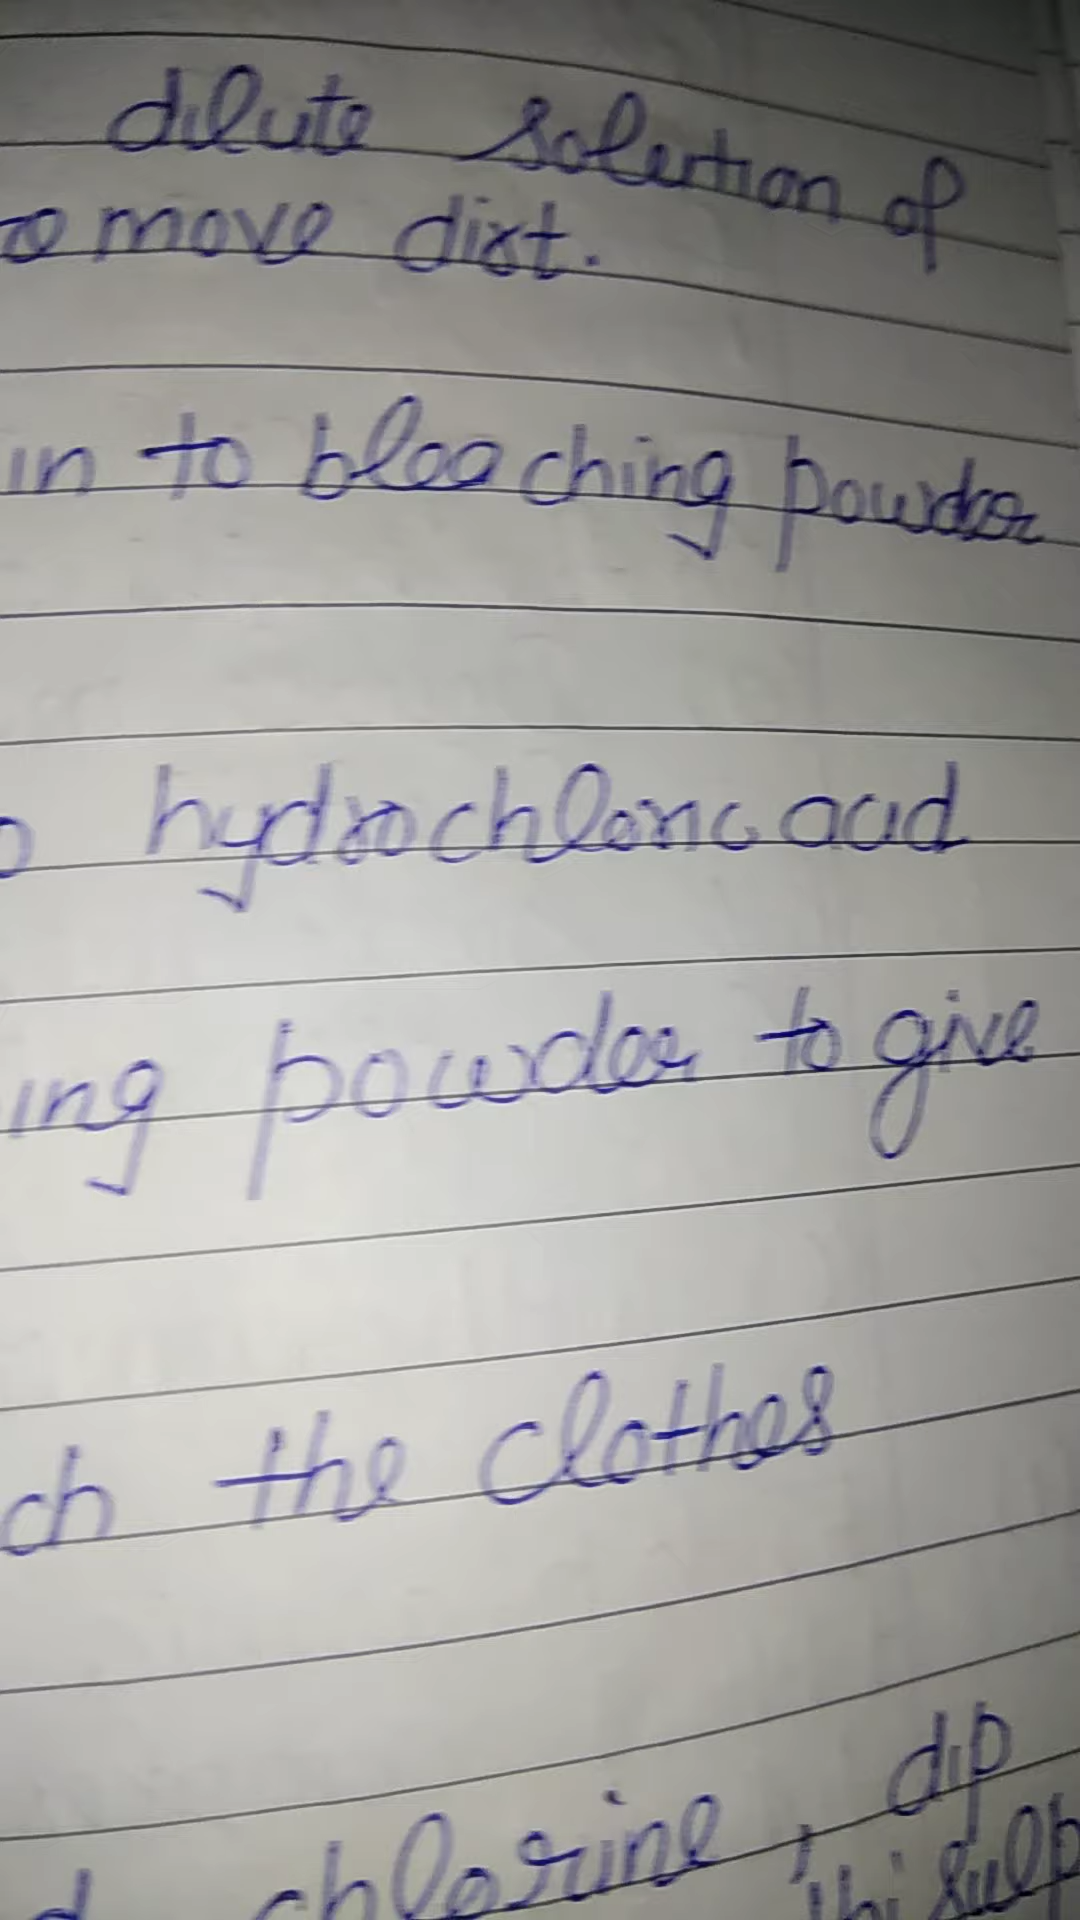 dilute solution of
remove dirt.
in to bleaching powder
hydrochloric acid
ing powder to give
ch the clothes
dip
chlorine,